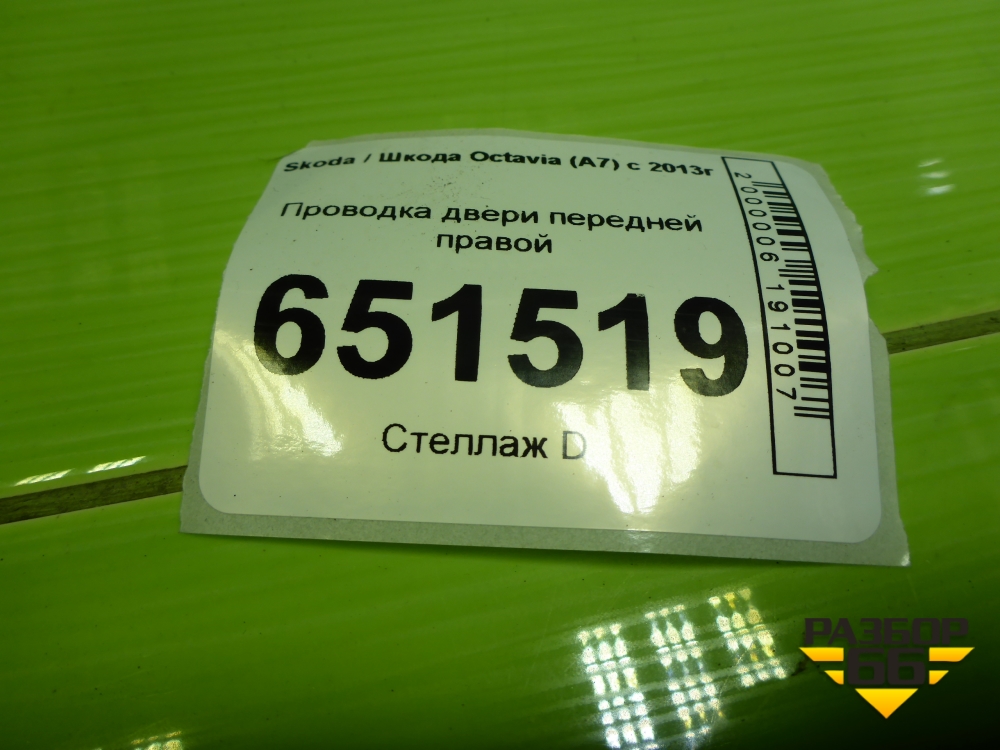 Skoda / Шкода Octavia (A7) с 2013г
Проводка двери передней
правой
651519
Стеллаж D
2000006191007
РАЗБОР
66